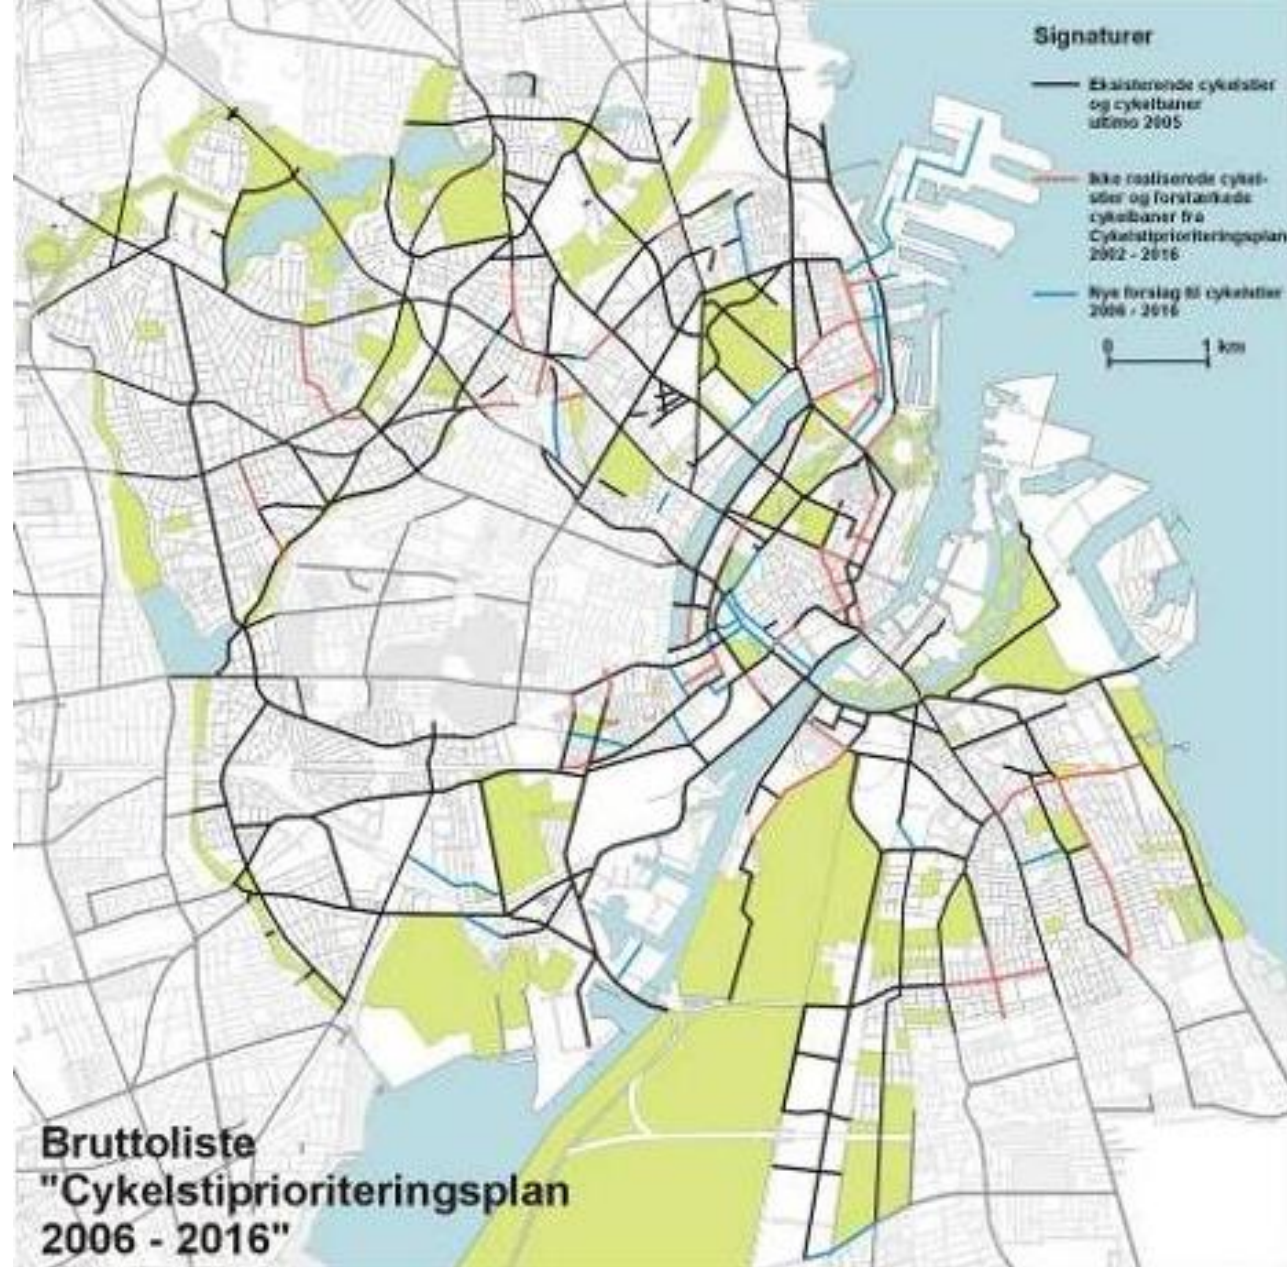 Signaturer
Eksisterende cykelstier
og cykelbaner
ultimo 2005
Ikke realiserede cykel-
stier og forstærkede
cykelbaner fra
Cykelstiprioriteringsplan
2002 - 2016
Nye forslag til cykelstier
2006 - 2016
0 1 km
Bruttoliste
"Cykelstiprioriteringsplan
2006 - 2016"